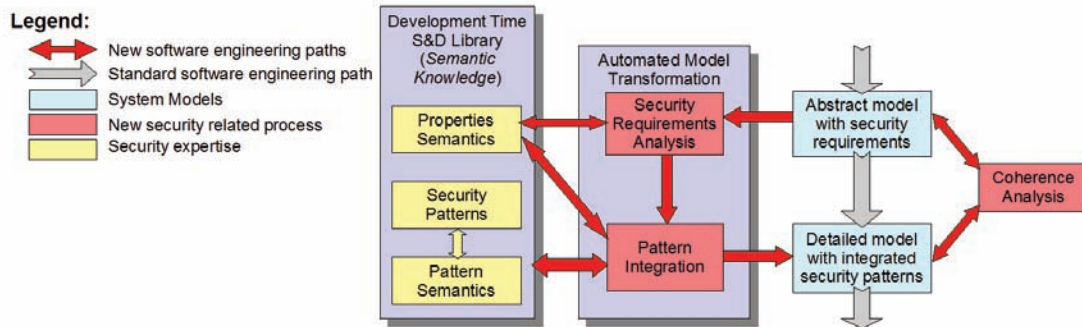 Legend:
New software engineering paths
Standard software engineering path
System Models
New security related process
Security expertise
Development Time
S&D Library
(Semantic
Knowledge)
Properties
Semantics
Security
Patterns
Pattern
Semantics
Automated Model
Transformation
Security
Requirements
Analysis
Pattern
Integration
Abstract model
with security
requirements
Detailed model
with integrated
security patterns
Coherence
Analysis